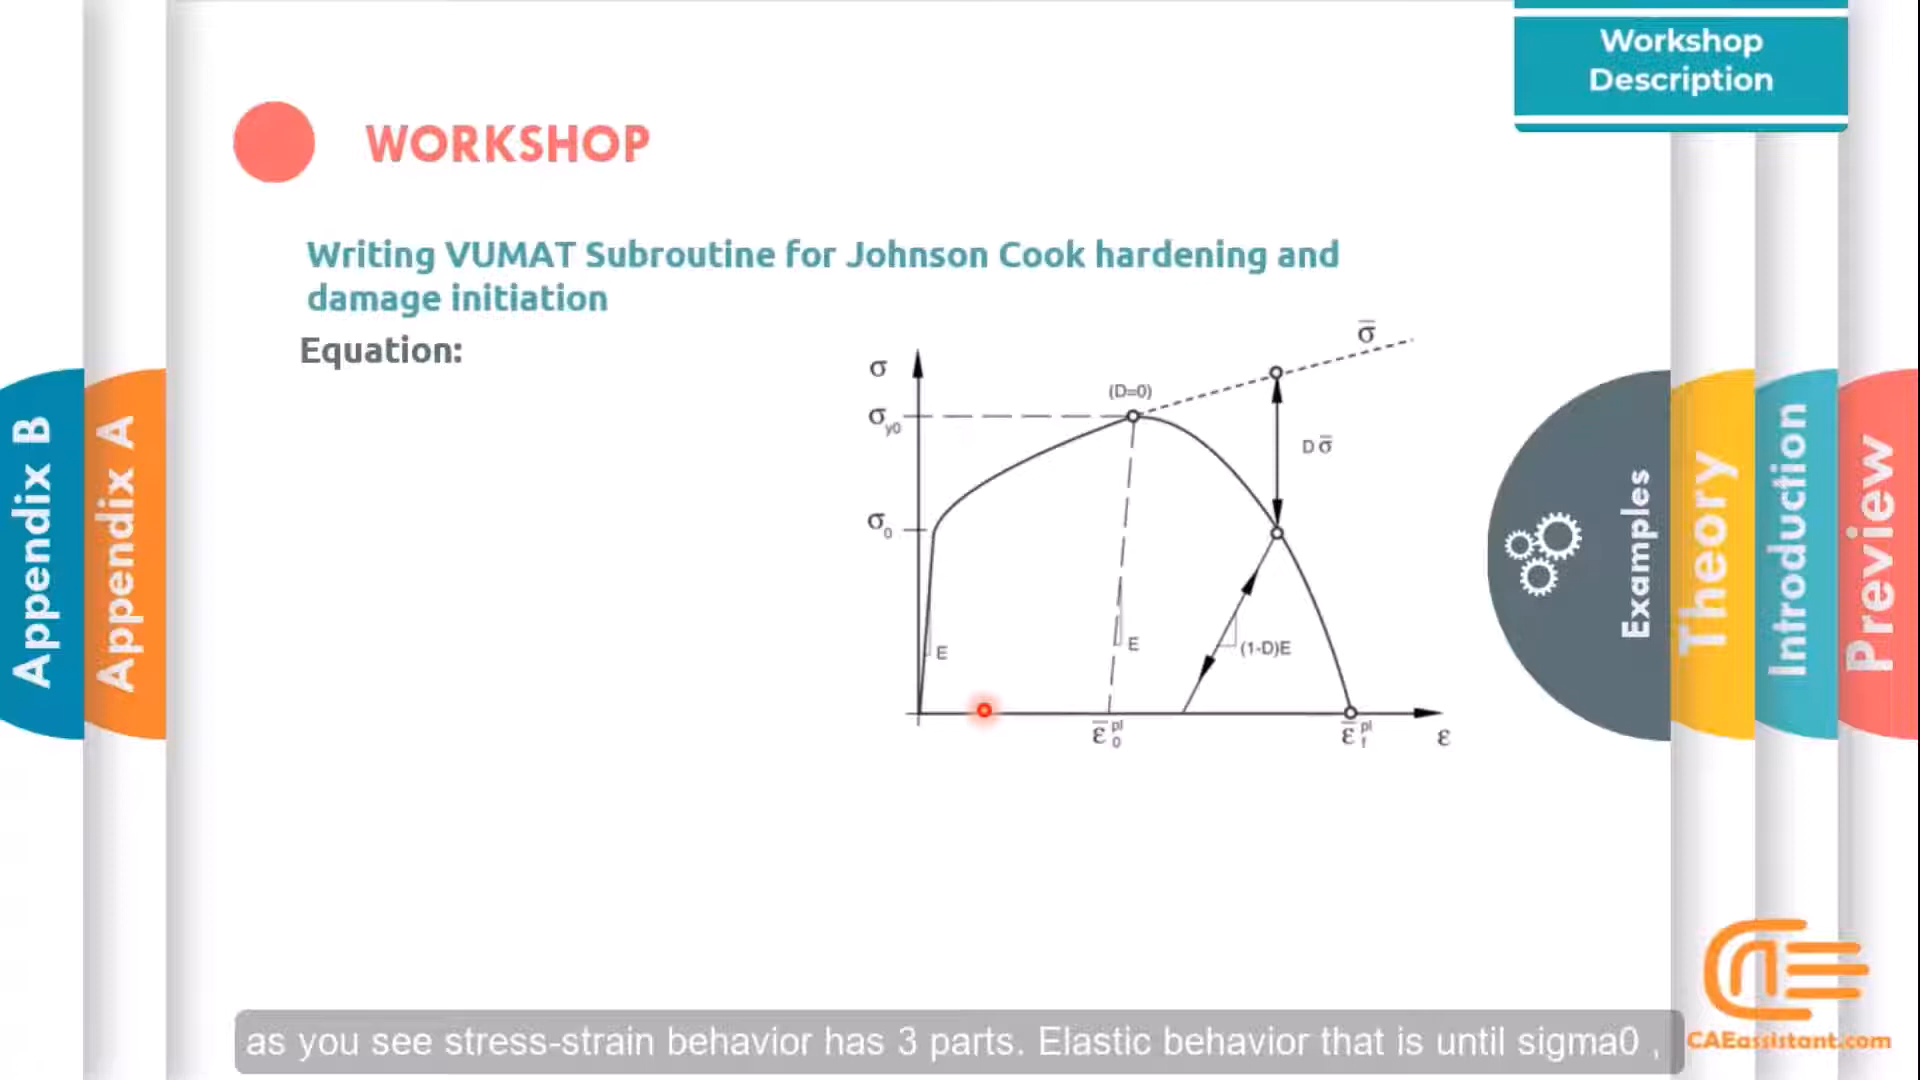 Workshop
Description
WORKSHOP
Writing VUMAT Subroutine for Johnson Cook hardening and
damage initiation
Equation:
σ
σ̄
(D=0)
σy0
D σ̄
σ0
E
E
(1-D)E
ε̄0pl
ε̄fpl
ε
Appendix B
Appendix A
Examples
Theory
Introduction
Preview
as you see stress-strain behavior has 3 parts. Elastic behavior that is until sigma0 ,
CAEassistant.com